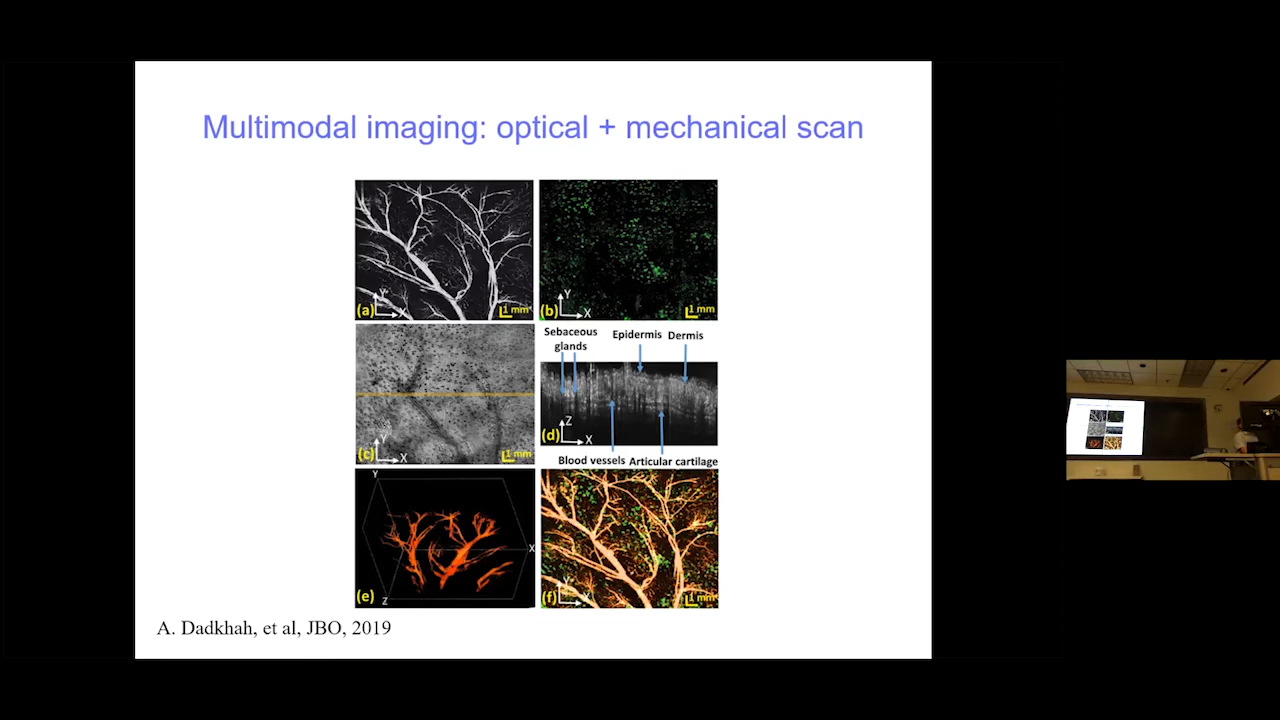 Multimodal imaging: optical + mechanical scan
Y
X
(a)
1 mm
Y
X
(b)
1 mm
Y
X
(c)
1 mm
Sebaceous
glands
Epidermis
Dermis
Z
X
(d)
Blood vessels
Articular cartilage
Y
X
Z
(e)
Y
X
(f)
1 mm
A. Dadkhah, et al, JBO, 2019